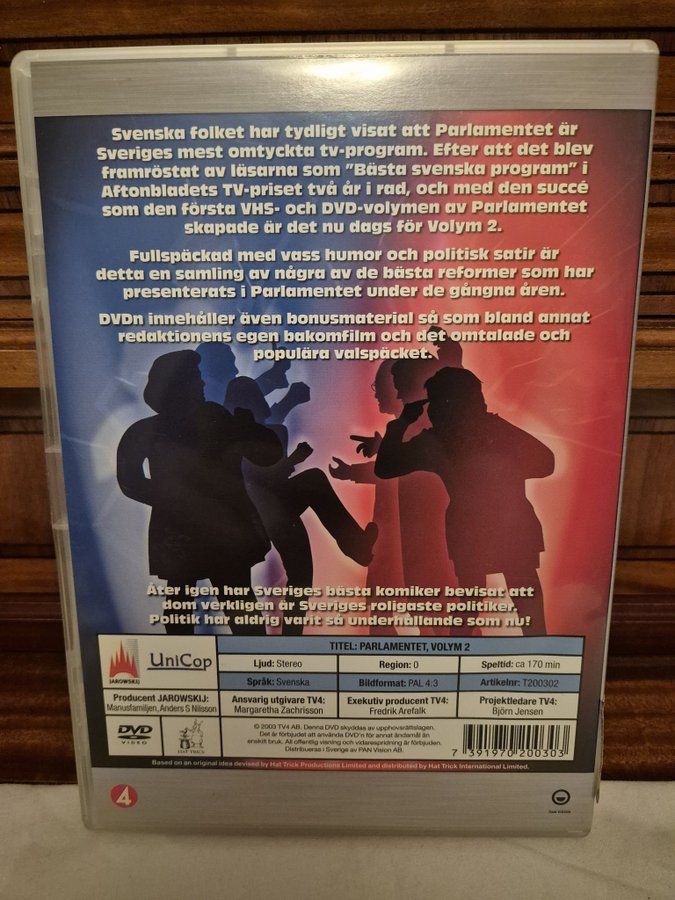 Svenska folket har tydligt visat att Parlamentet är
Sveriges mest omtyckta tv-program. Efter att det blev
framröstat av läsarna som "Bästa svenska program" i
Aftonbladets TV-priset två år i rad, och med den succé
som den första VHS- och DVD-volymen av Parlamentet
skapade är det nu dags för Volym 2.
Fullspäckad med vass humor och politisk satir är
detta en samling av några av de bästa reformer som har
presenterats i Parlamentet under de gångna åren.
DVDn innehåller även bonusmaterial så som bland annat
redaktionens egen bakomfilm och det omtalade och
populära valspäcket.
Åter igen har Sveriges bästa komiker bevisat att
dom verkligen är Sveriges roligaste politiker.
Politik har aldrig varit så underhållande som nu!
JAROWSKIJ
UniCop
TITEL: PARLAMENTET, VOLYM 2
Ljud: Stereo
Region: 0
Speltid: ca 170 min
Språk: Svenska
Bildformat: PAL 4:3
Artikelnr: T200302
Producent JAROWSKIJ:
Manusfamiljen, Anders S Nilsson
Ansvarig utgivare TV4:
Margaretha Zachrisson
Exekutiv producent TV4:
Fredrik Arefalk
Projektledare TV4:
Björn Jensen
DVD
VIDEO
HAT TRICK
© 2003 TV4 AB. Denna DVD skyddas av upphovsrättslagen.
Det är förbjudet att använda DVD'n för annat ändamål än
enskilt bruk. All offentlig visning och vidarespridning är förbjuden.
Distribueras i Sverige av PAN Vision AB.
7 391970 200303
Based on an original idea devised by Hat Trick Productions Limited and distributed by Hat Trick International Limited.
4
PAN VISION